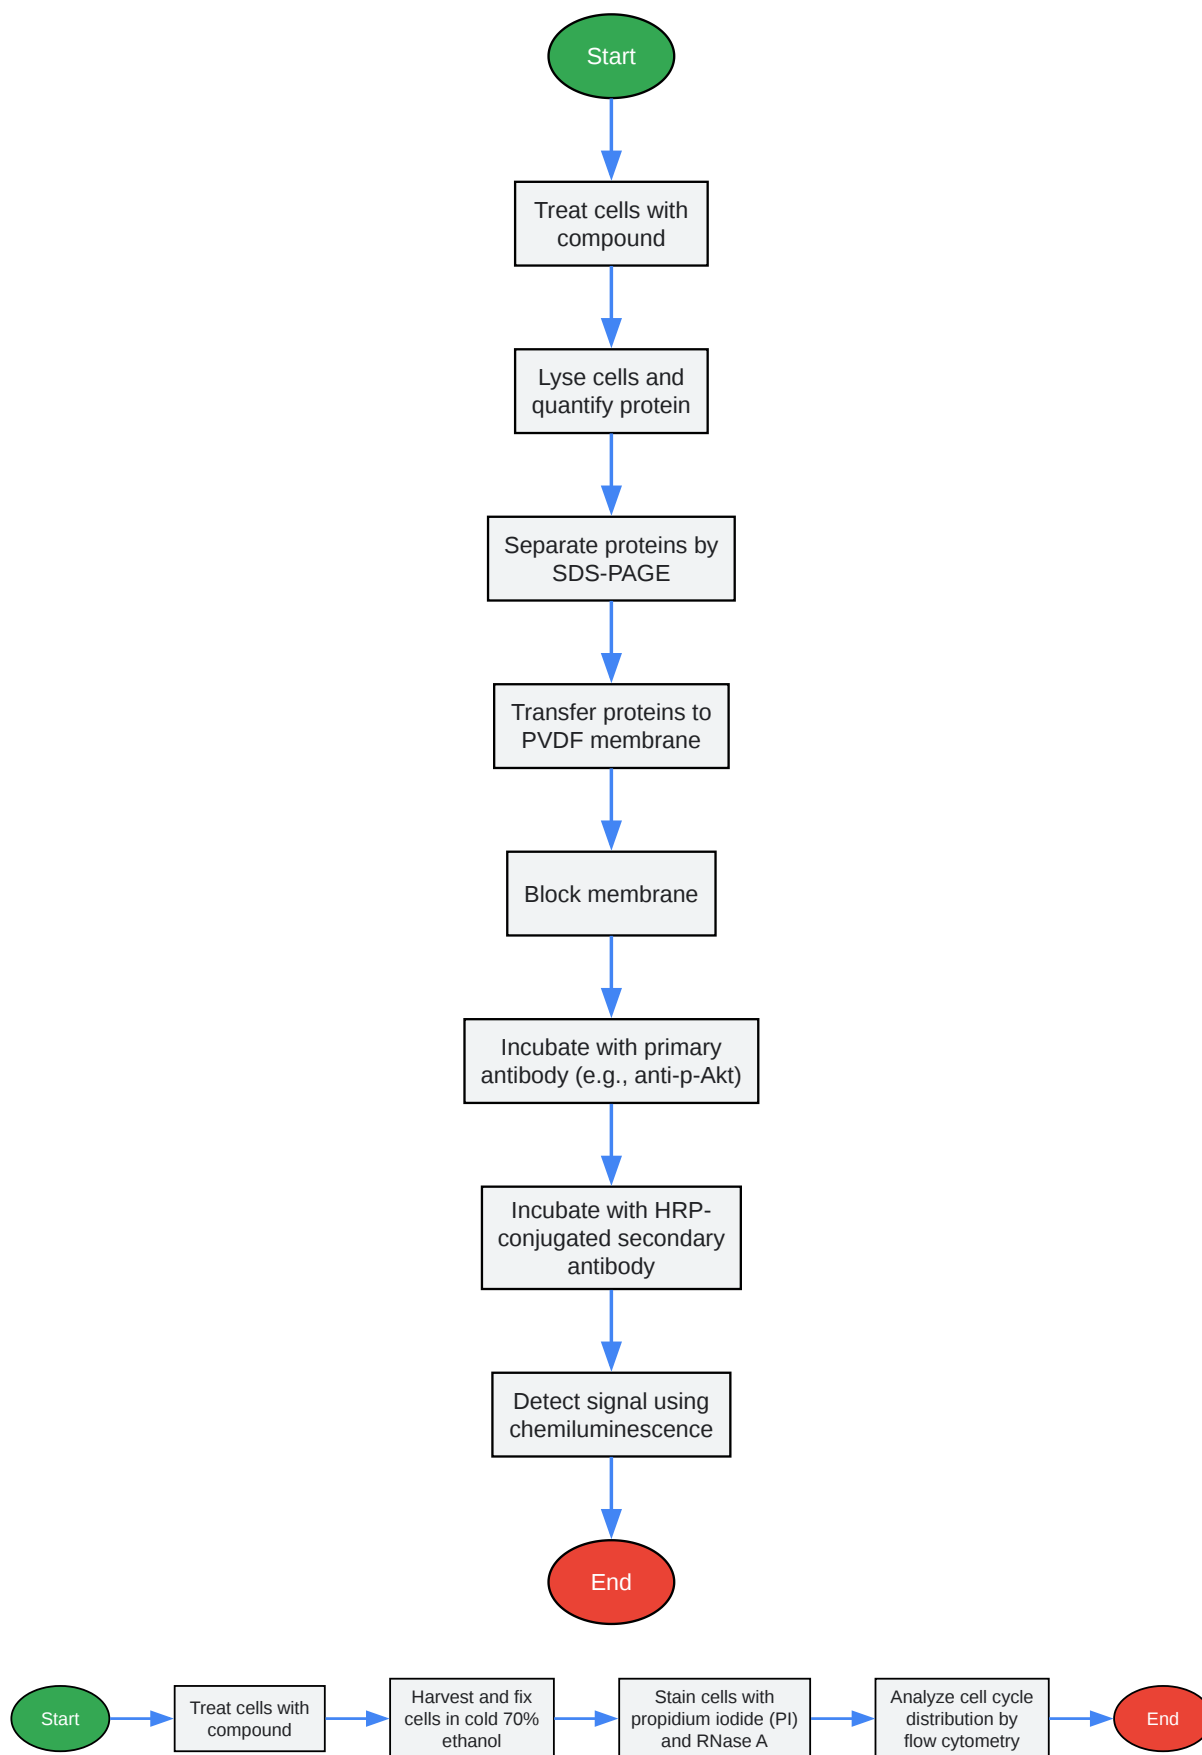 Start
Treat cells with
compound
Lyse cells and
quantify protein
Separate proteins by
SDS-PAGE
Transfer proteins to
PVDF membrane
Block membrane
Incubate with primary
antibody (e.g., anti-p-Akt)
Incubate with HRP-
conjugated secondary
antibody
Detect signal using
chemiluminescence
End
Start
Treat cells with
compound
Harvest and fix
cells in cold 70%
ethanol
Stain cells with
propidium iodide (PI)
and RNase A
Analyze cell cycle
distribution by
flow cytometry
End